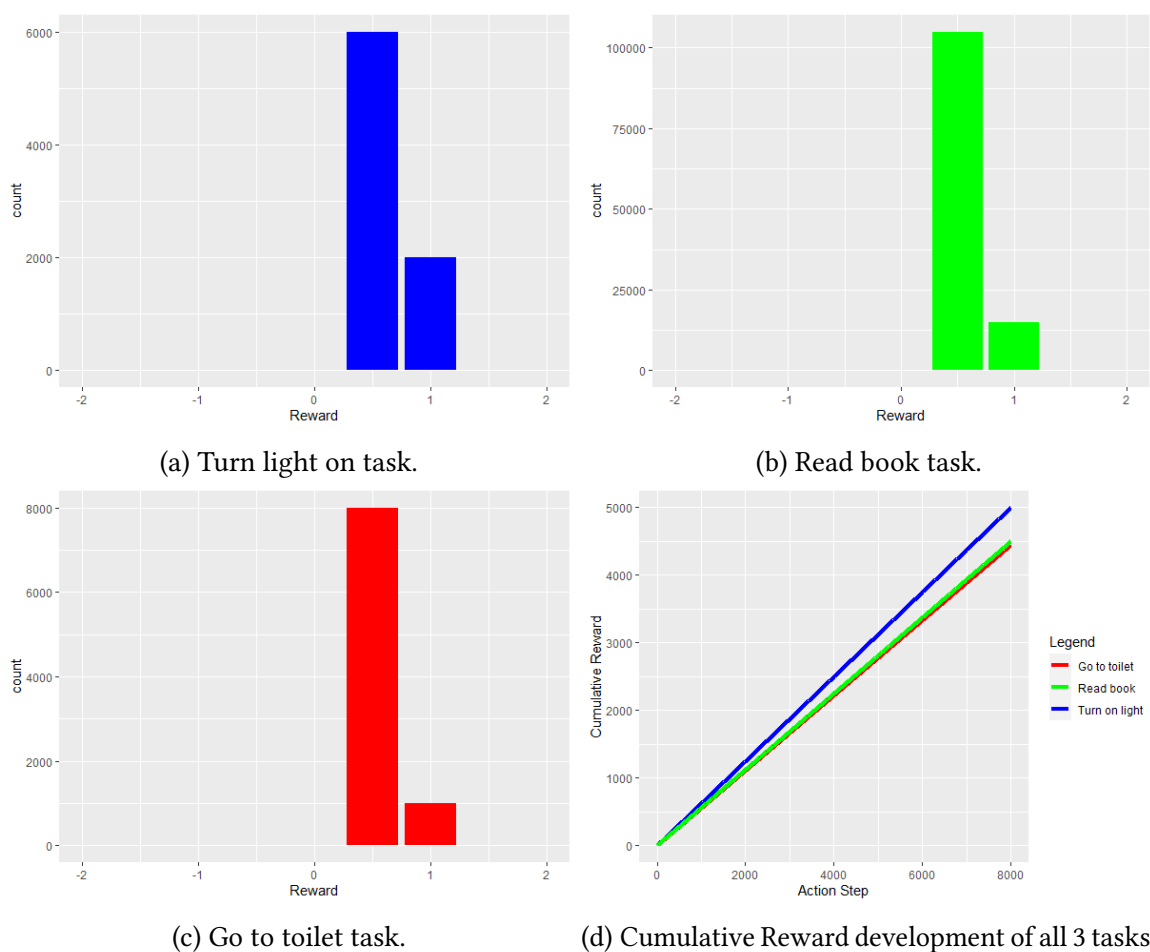 6000
4000
2000
0
count
-2 -1 0 1 2
Reward
(a) Turn light on task.
100000
75000
50000
25000
0
count
-2 -1 0 1 2
Reward
(b) Read book task.
8000
6000
4000
2000
0
count
-2 -1 0 1 2
Reward
(c) Go to toilet task.
5000
4000
3000
2000
1000
0
Cumulative Reward
0 2000 4000 6000 8000
Action Step
Legend
Go to toilet
Read book
Turn on light
(d) Cumulative Reward development of all 3 tasks